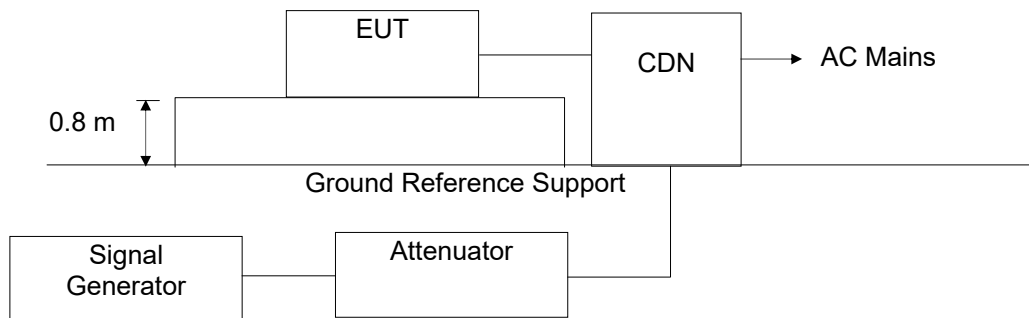 EUT
CDN
AC Mains
0.8 m
Ground Reference Support
Signal
Generator
Attenuator